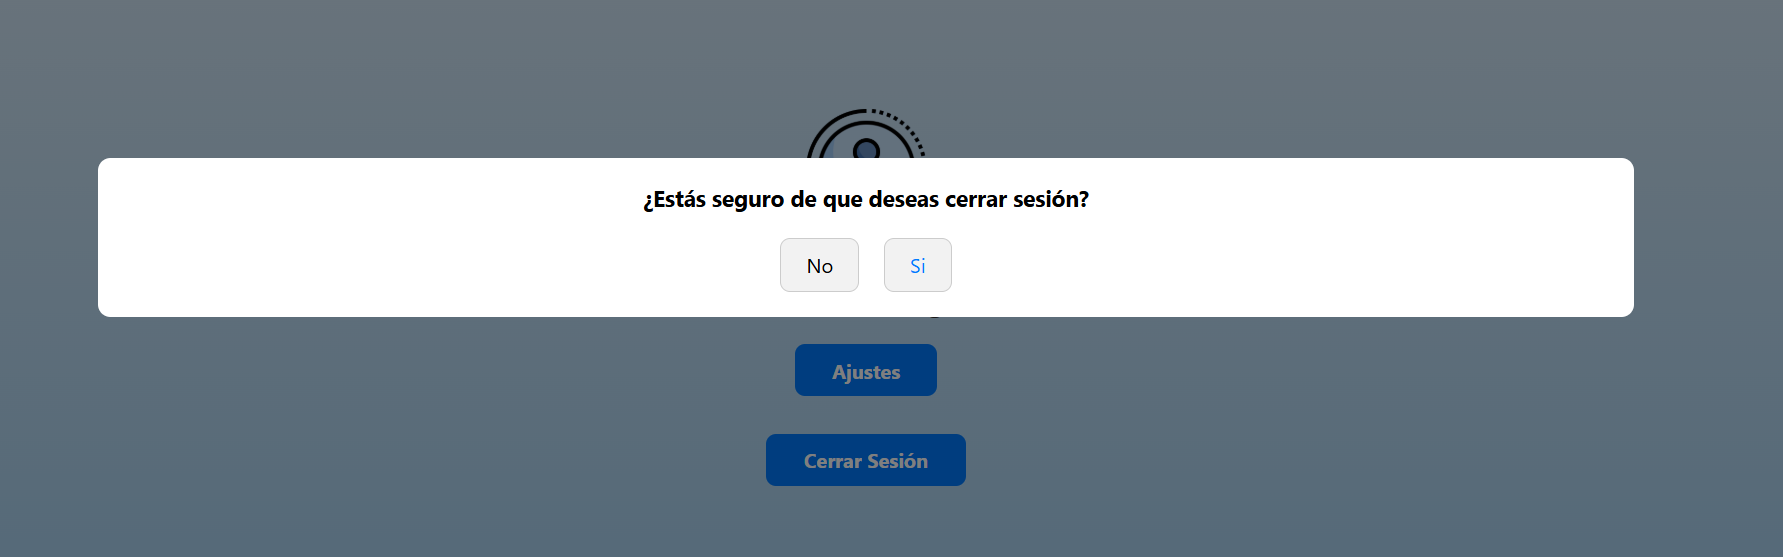 ¿Estás seguro de que deseas cerrar sesión?
No Si
Ajustes
Cerrar Sesión